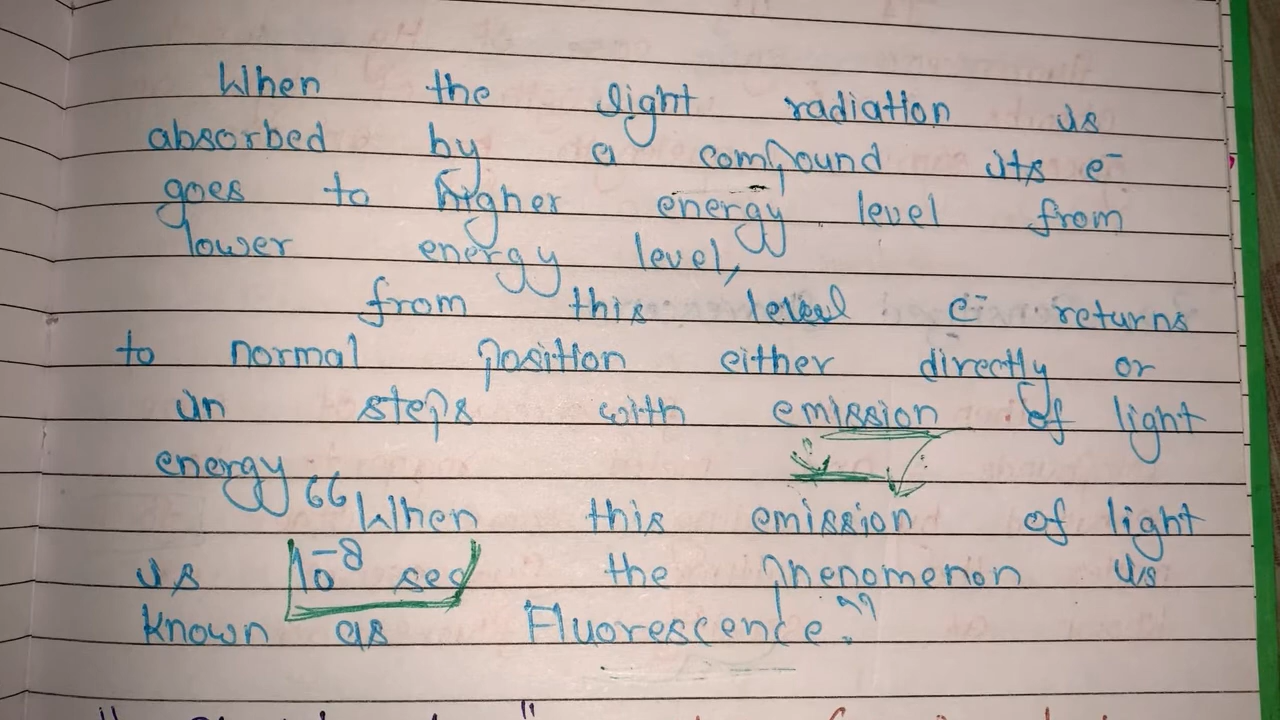 When the light radiation is
absorbed by a compound its e⁻
goes to higher energy level from
lower energy level,
from this level e⁻ returns
to normal position either directly or
in steps with emission of light
energy
“When this emission of light
is 10⁻⁸ sec the phenomenon is
known as Fluorescence.”